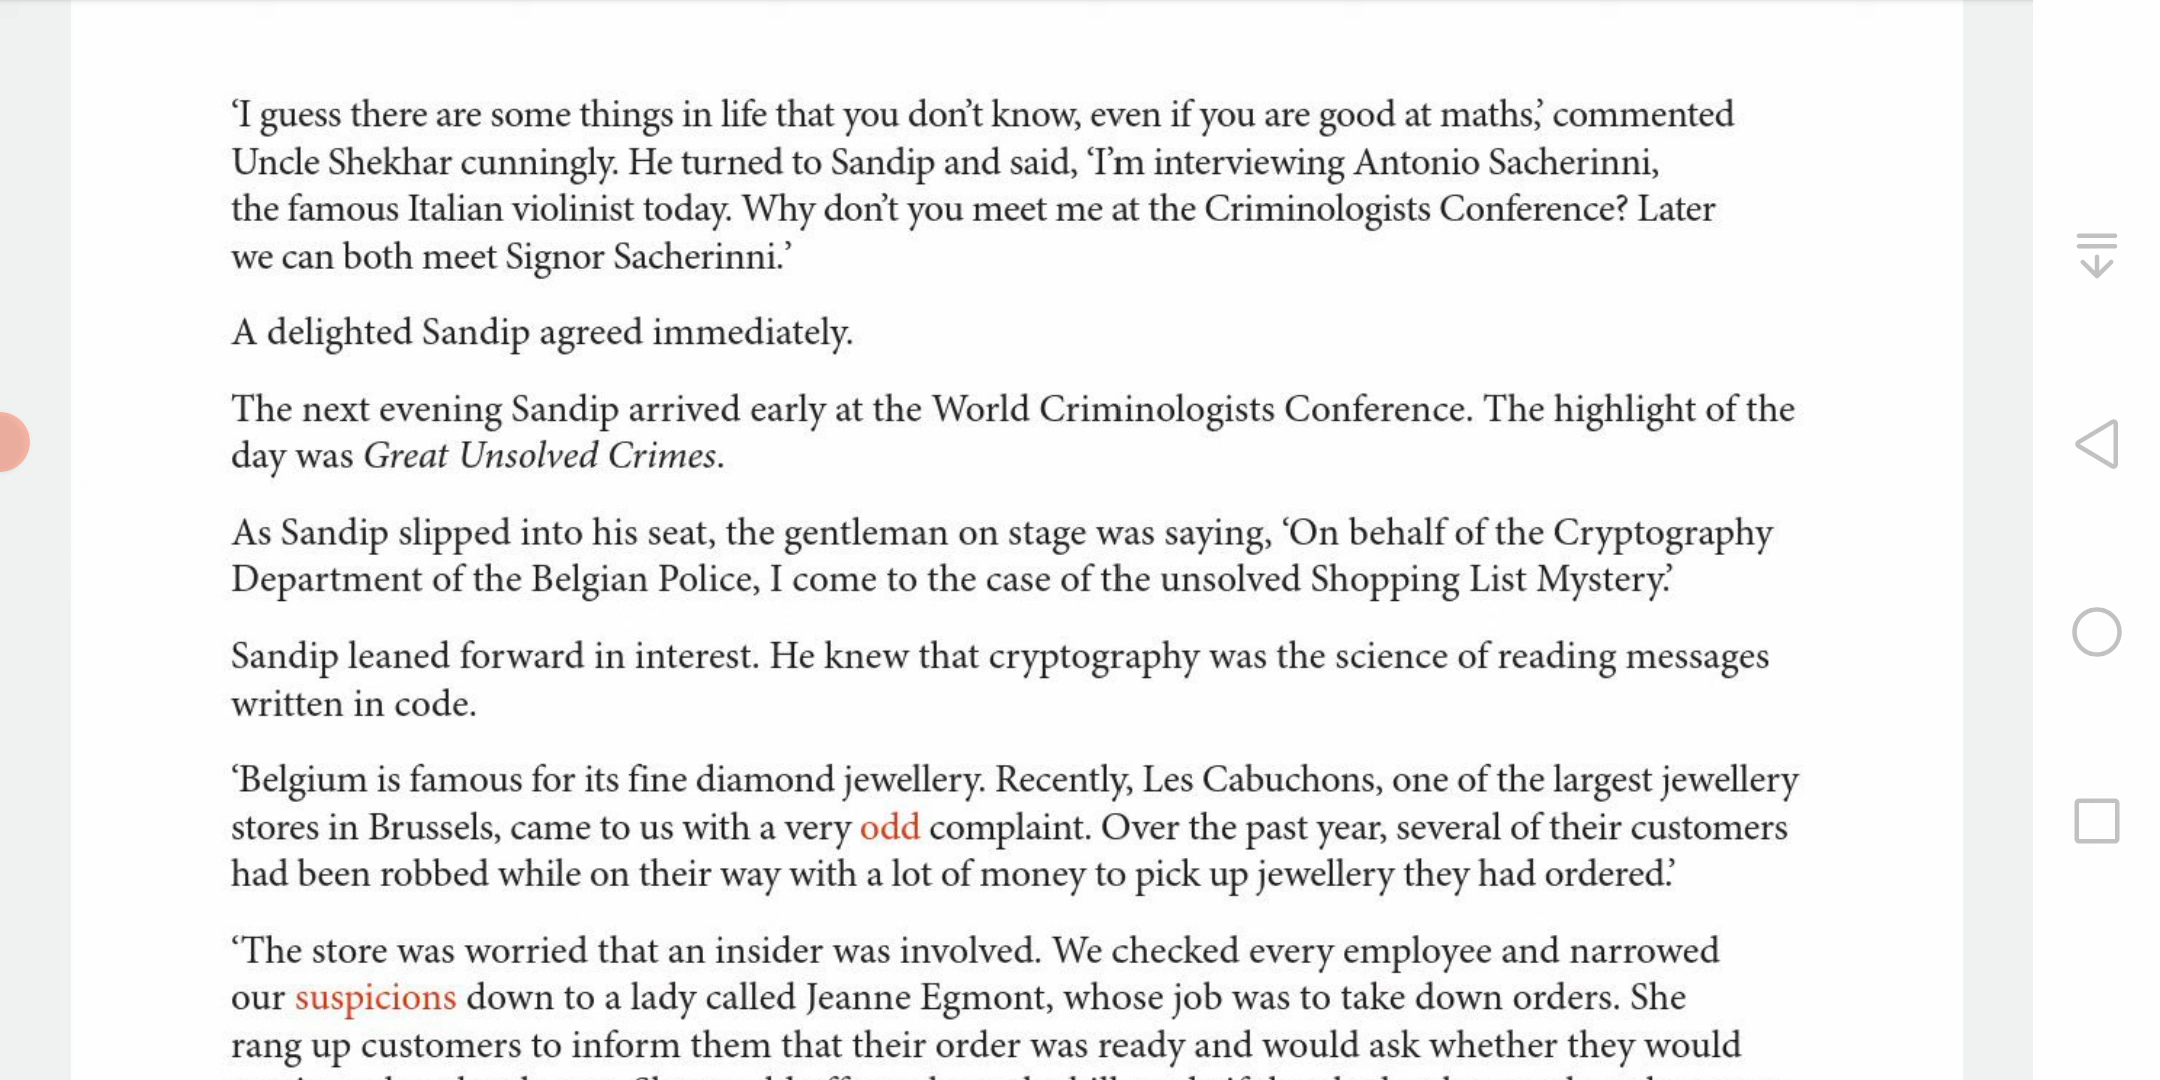 ‘I guess there are some things in life that you don’t know, even if you are good at maths,’ commented
Uncle Shekhar cunningly. He turned to Sandip and said, ‘I’m interviewing Antonio Sacherinni,
the famous Italian violinist today. Why don’t you meet me at the Criminologists Conference? Later
we can both meet Signor Sacherinni.’
A delighted Sandip agreed immediately.
The next evening Sandip arrived early at the World Criminologists Conference. The highlight of the
day was Great Unsolved Crimes.
As Sandip slipped into his seat, the gentleman on stage was saying, ‘On behalf of the Cryptography
Department of the Belgian Police, I come to the case of the unsolved Shopping List Mystery.’
Sandip leaned forward in interest. He knew that cryptography was the science of reading messages
written in code.
‘Belgium is famous for its fine diamond jewellery. Recently, Les Cabuchons, one of the largest jewellery
stores in Brussels, came to us with a very odd complaint. Over the past year, several of their customers
had been robbed while on their way with a lot of money to pick up jewellery they had ordered.’
‘The store was worried that an insider was involved. We checked every employee and narrowed
our suspicions down to a lady called Jeanne Egmont, whose job was to take down orders. She
rang up customers to inform them that their order was ready and would ask whether they would